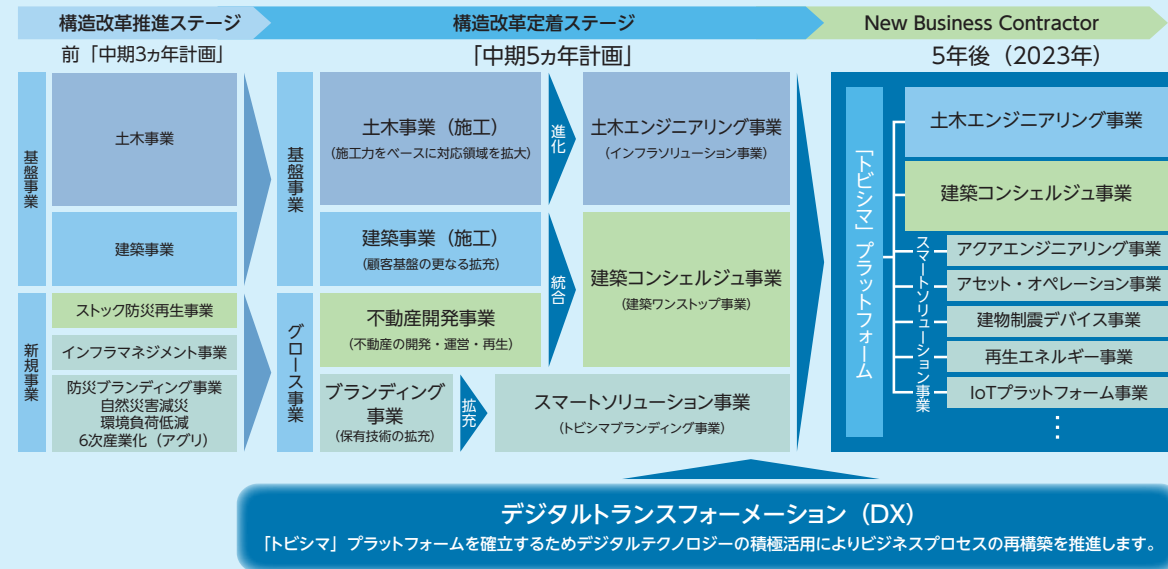 構造改革推進ステージ
構造改革定着ステージ
New Business Contractor
前「中期3ヵ年計画」
「中期5ヵ年計画」
5年後（2023年）
基盤事業
土木事業
建築事業
新規事業
ストック防災再生事業
インフラマネジメント事業
防災ブランディング事業
自然災害減災
環境負荷低減
6次産業化（アグリ）
基盤事業
土木事業（施工）
（施工力をベースに対応領域を拡大）
進化
土木エンジニアリング事業
（インフラソリューション事業）
建築事業（施工）
（顧客基盤の更なる拡充）
統合
建築コンシェルジュ事業
（建築ワンストップ事業）
グロース事業
不動産開発事業
（不動産の開発・運営・再生）
ブランディング
事業
（保有技術の拡充）
拡充
スマートソリューション事業
（トビシマブランディング事業）
「トビシマ」プラットフォーム
土木エンジニアリング事業
建築コンシェルジュ事業
スマートソリューション事業
アクアエンジニアリング事業
アセット・オペレーション事業
建物制震デバイス事業
再生エネルギー事業
IoTプラットフォーム事業
⋮
デジタルトランスフォーメーション（DX）
「トビシマ」プラットフォームを確立するためデジタルテクノロジーの積極活用によりビジネスプロセスの再構築を推進します。